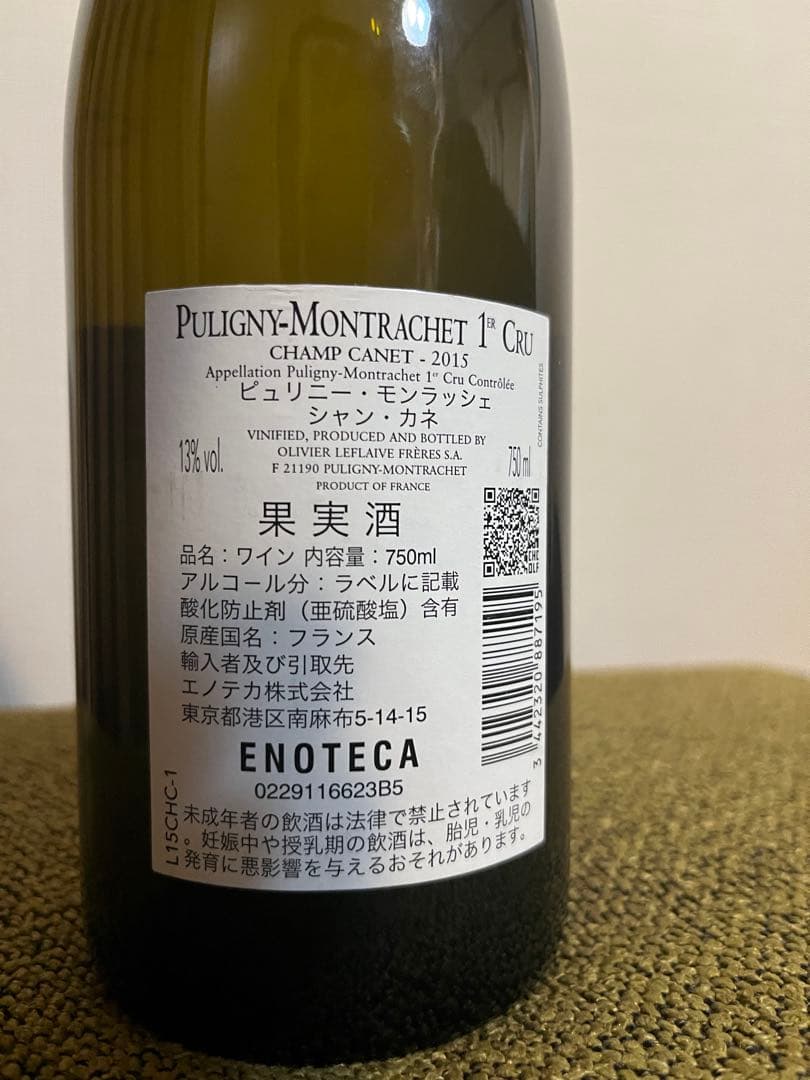 PULIGNY-MONTRACHET 1ER CRU
CHAMP CANET - 2015
Appellation Puligny-Montrachet 1er Cru Contrôlée
ピュリニー・モンラッシェ
シャン・カネ
CONTAINS SULPHITES
13% vol.
VINIFIED, PRODUCED AND BOTTLED BY
OLIVIER LEFLAIVE FRÈRES S.A.
F 21190 PULIGNY-MONTRACHET
PRODUCT OF FRANCE
750 ml
果実酒
CHC
OLF
品名：ワイン 内容量：750ml
アルコール分：ラベルに記載
酸化防止剤（亜硫酸塩）含有
原産国名：フランス
輸入者及び引取先
エノテカ株式会社
東京都港区南麻布5-14-15
3 442320 887195
ENOTECA
0229116623B5
L15CHC-1
未成年者の飲酒は法律で禁止されています
。妊娠中や授乳期の飲酒は、胎児・乳児の
発育に悪影響を与えるおそれがあります。